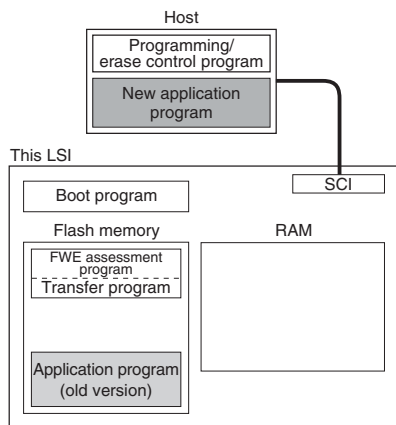 Host
Programming/
erase control program
New application
program
This LSI
SCI
Boot program
Flash memory
RAM
FWE assessment
program
Transfer program
Application program
(old version)